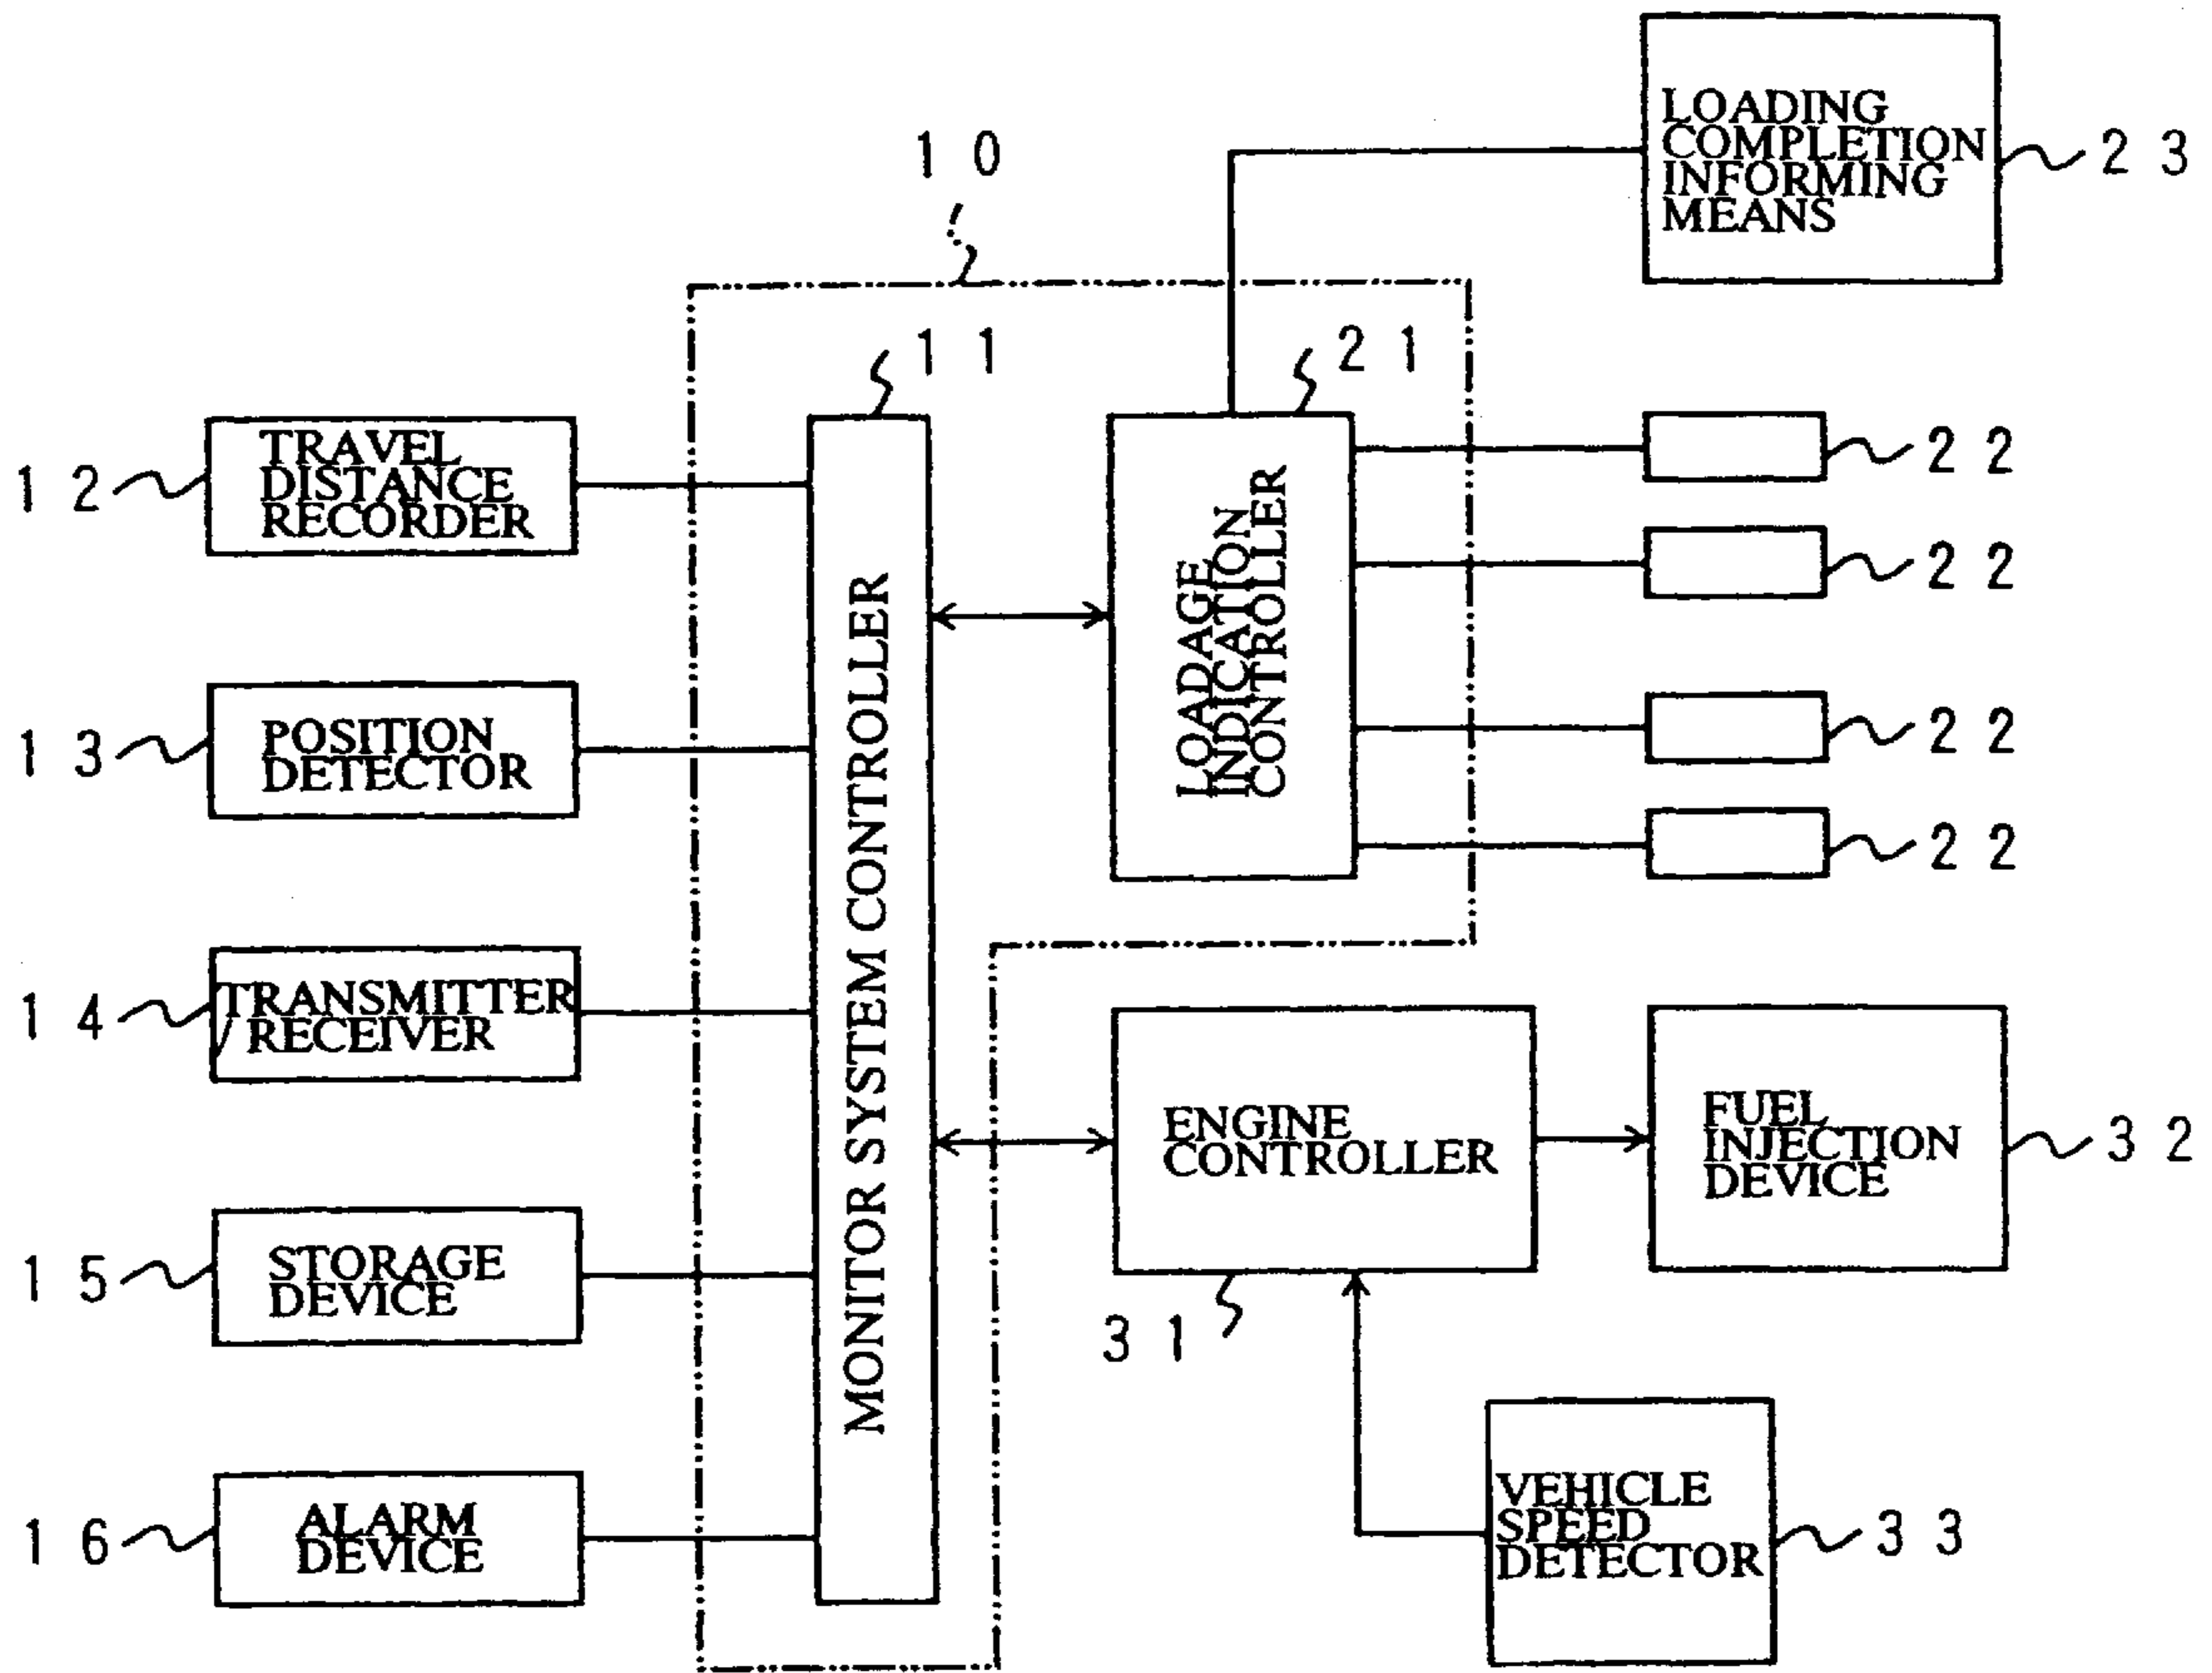 LOADING
COMPLETION
INFORMING
MEANS
23
10
11
21
12
TRAVEL
DISTANCE
RECORDER
22
22
13
POSITION
DETECTOR
MONITOR SYSTEM CONTROLLER
LOADAGE
INDICATION
CONTROLLER
22
22
14
TRANSMITTER
/ RECEIVER
ENGINE
CONTROLLER
FUEL
INJECTION
DEVICE
32
15
STORAGE
DEVICE
31
16
ALARM
DEVICE
VEHICLE
SPEED
DETECTOR
33